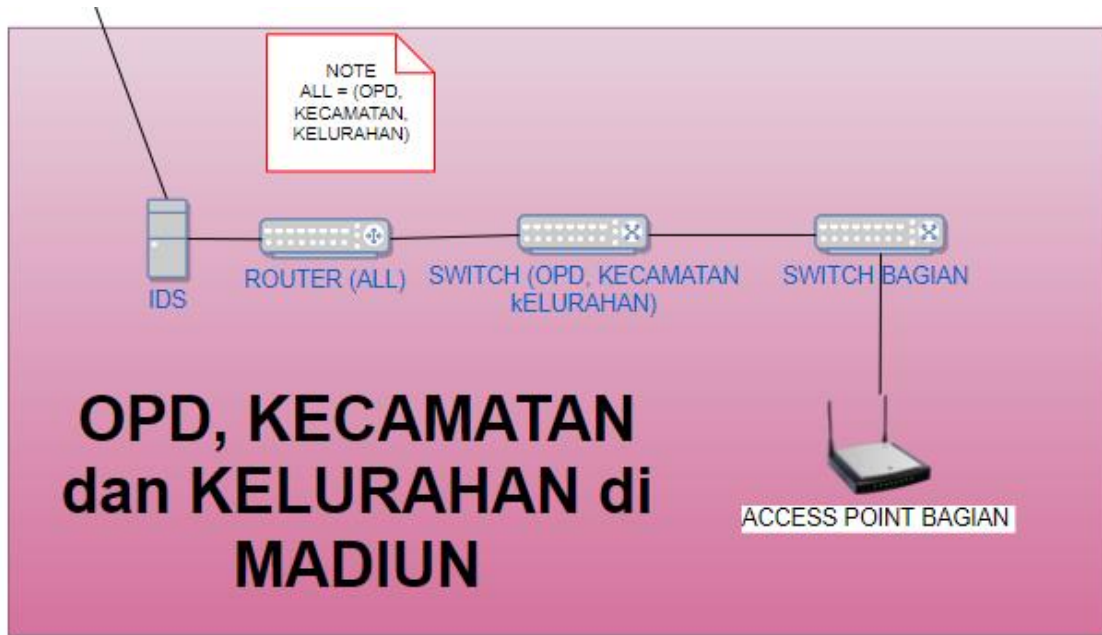 NOTE
ALL = (OPD,
KECAMATAN,
KELURAHAN)
IDS
ROUTER (ALL)
SWITCH (OPD, KECAMATAN
kELURAHAN)
SWITCH BAGIAN
OPD, KECAMATAN
dan KELURAHAN di
MADIUN
ACCESS POINT BAGIAN